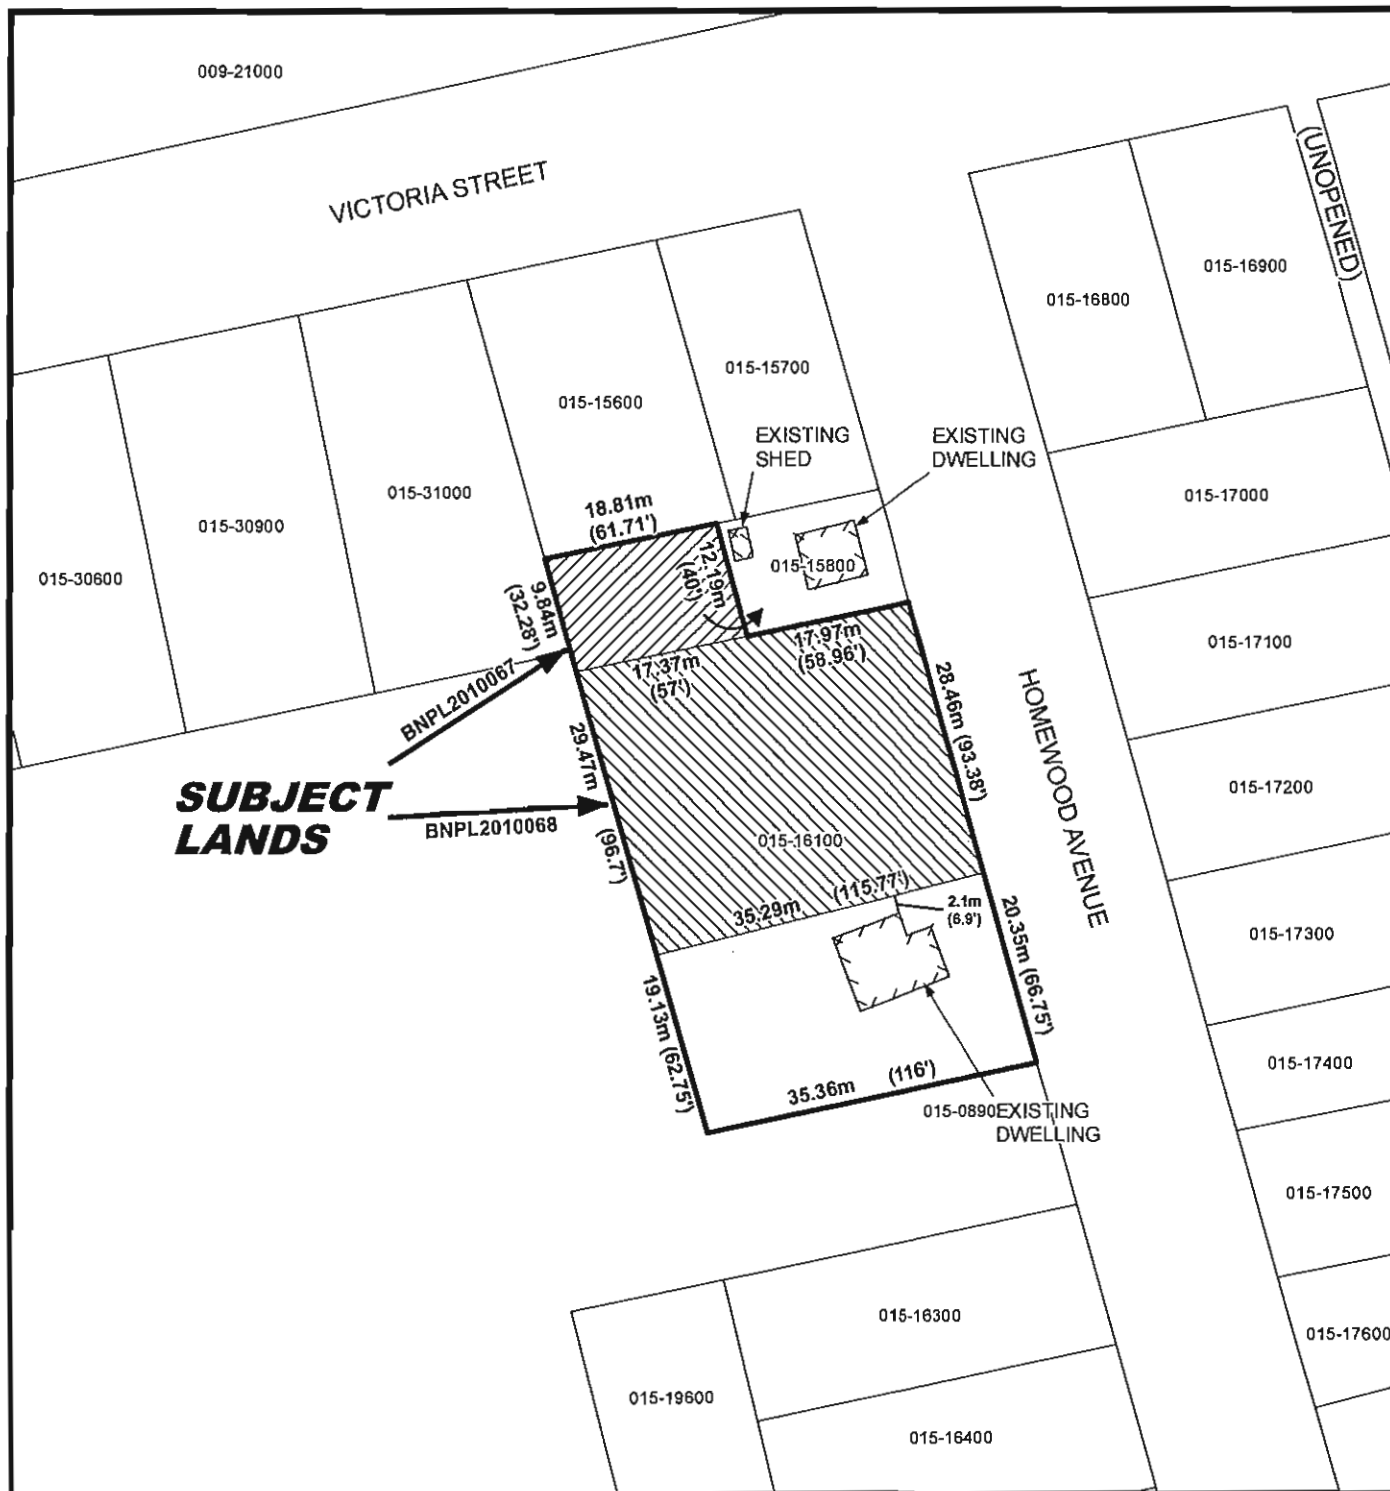 009-21000
VICTORIA STREET
(UNOPENED)
015-16900
015-16800
015-15700
015-15600
EXISTING
SHED
EXISTING
DWELLING
015-31000
015-30900
015-30600
015-17000
18.81m
(61.71')
12.19m
(40')
015-15800
9.84m
(32.28')
17.97m
(58.96')
17.37m
(57')
015-17100
BNPL2010067
28.46m (93.38')
HOMEWOOD AVENUE
29.47m
(96.7')
SUBJECT
LANDS
BNPL2010068
015-17200
015-16100
35.29m
(115.77')
2.1m
(6.9')
20.35m (66.75')
015-17300
19.13m (62.75')
35.36m
(116')
015-17400
015-0890
EXISTING
DWELLING
015-17500
015-16300
015-17600
015-19600
015-16400